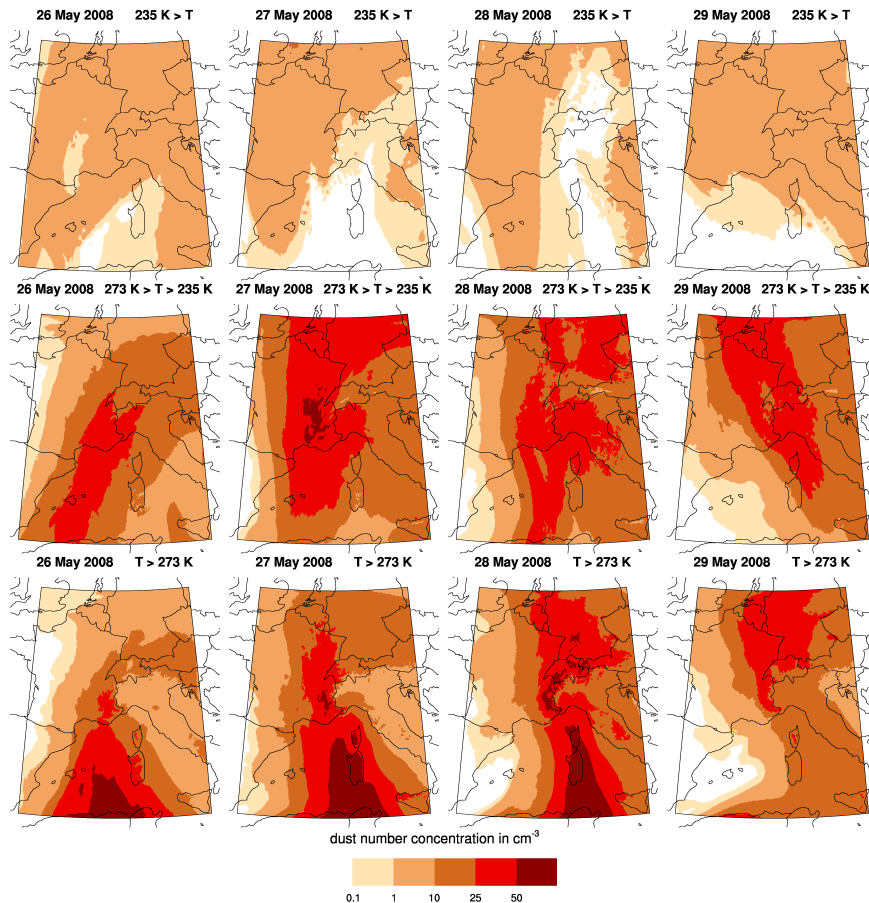 26 May 2008 235 K > T
27 May 2008 235 K > T
28 May 2008 235 K > T
29 May 2008 235 K > T
26 May 2008 273 K > T > 235 K
27 May 2008 273 K > T > 235 K
28 May 2008 273 K > T > 235 K
29 May 2008 273 K > T > 235 K
26 May 2008 T > 273 K
27 May 2008 T > 273 K
28 May 2008 T > 273 K
29 May 2008 T > 273 K
dust number concentration in cm⁻³
0.1 1 10 25 50